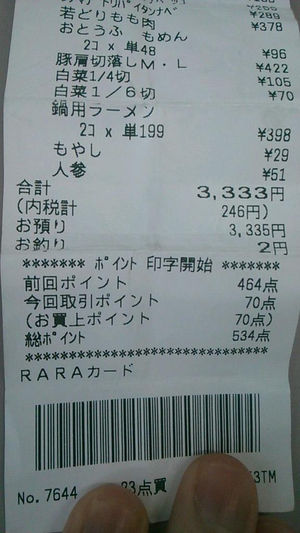 ¥289
若どりもも肉 ¥378
おとうふ もめん
2コ x 単48 ¥96
豚肩切落しM・L ¥422
白菜1/4切 ¥105
白菜1/6切 ¥70
鍋用ラーメン
2コ x 単199 ¥398
もやし ¥29
人参 ¥51
合計 3,333円
(内税計 246円)
お預り 3,335円
お釣り 2円
******* ポイント 印字開始 *******
前回ポイント 464点
今回取引ポイント 70点
(お買上ポイント 70点)
総ポイント 534点
**************************
RARAカード
No. 7644 23点買 53TM